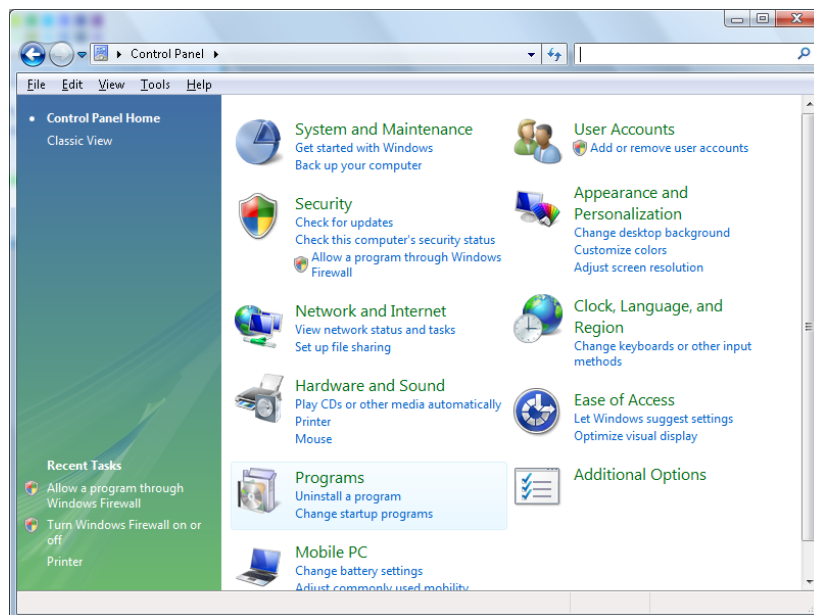 Control Panel
File Edit View Tools Help
Control Panel Home
Classic View
Recent Tasks
Allow a program through
Windows Firewall
Turn Windows Firewall on or
off
Printer
System and Maintenance
Get started with Windows
Back up your computer
Security
Check for updates
Check this computer's security status
Allow a program through Windows
Firewall
Network and Internet
View network status and tasks
Set up file sharing
Hardware and Sound
Play CDs or other media automatically
Printer
Mouse
Programs
Uninstall a program
Change startup programs
Mobile PC
Change battery settings
Adjust commonly used mobility
User Accounts
Add or remove user accounts
Appearance and
Personalization
Change desktop background
Customize colors
Adjust screen resolution
Clock, Language, and
Region
Change keyboards or other input
methods
Ease of Access
Let Windows suggest settings
Optimize visual display
Additional Options